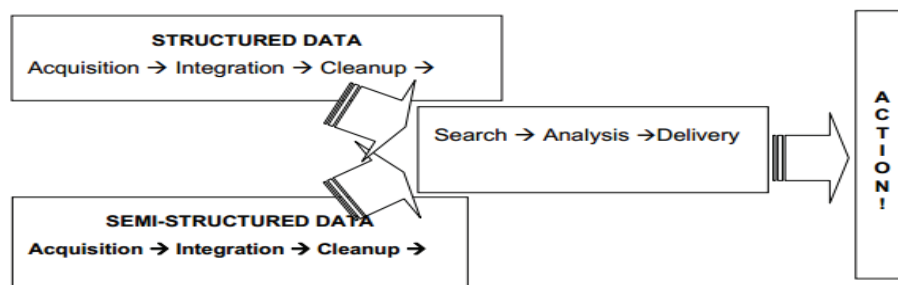 STRUCTURED DATA
Acquisition → Integration → Cleanup →
Search → Analysis →Delivery
SEMI-STRUCTURED DATA
Acquisition → Integration → Cleanup →
A
C
T
I
O
N
!